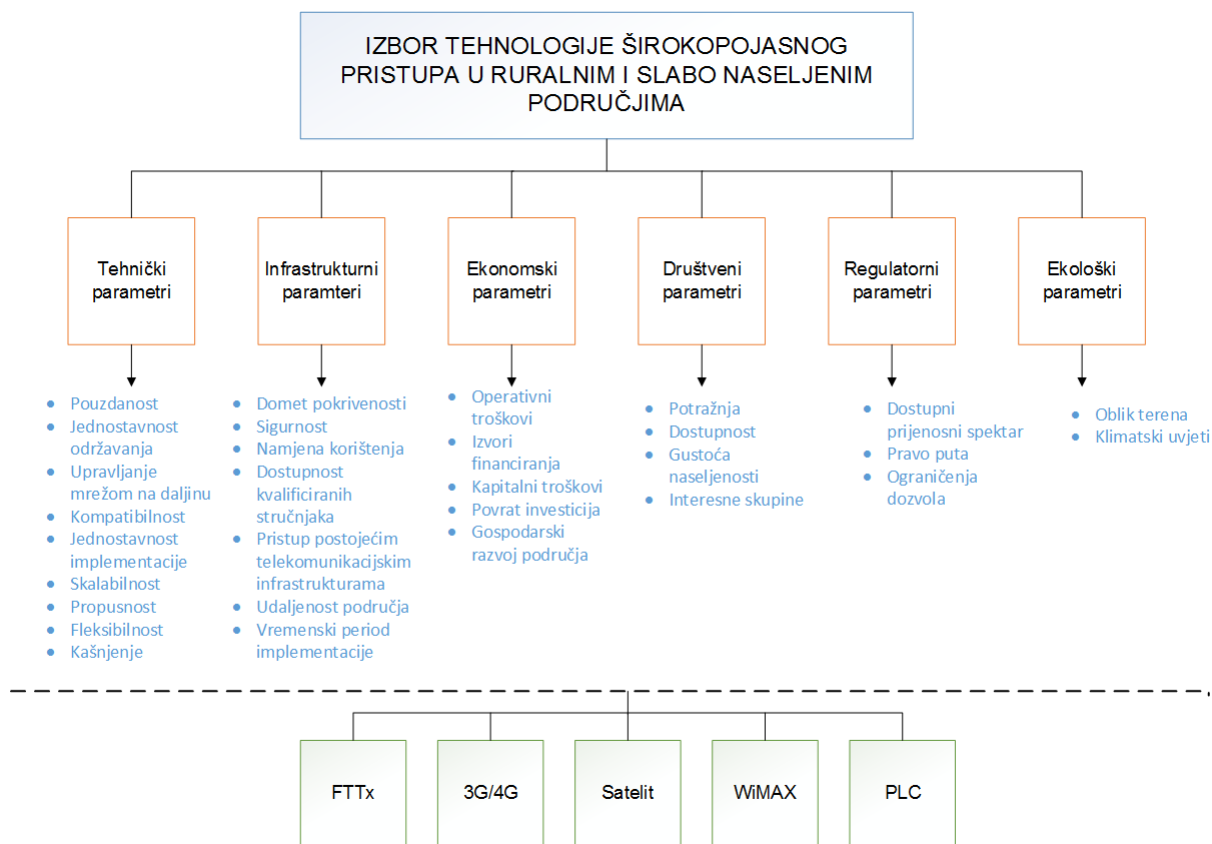 IZBOR TEHNOLOGIJE ŠIROKOPOJASNOG
PRISTUPA U RURALNIM I SLABO NASELJENIM
PODRUČJIMA
Tehnički
parametri
Infrastrukturni
paramteri
Ekonomski
parametri
Društveni
parametri
Regulatorni
parametri
Ekološki
parametri
Pouzdanost
Jednostavnost
održavanja
Upravljanje
mrežom na daljinu
Kompatibilnost
Jednostavnost
implementacije
Skalabilnost
Propusnost
Fleksibilnost
Kašnjenje
Domet pokrivenosti
Sigurnost
Namjena korištenja
Dostupnost
kvalificiranih
stručnjaka
Pristup postojećim
telekomunikacijskim
infrastrukturama
Udaljenost područja
Vremenski period
implementacije
Operativni
troškovi
Izvori
financiranja
Kapitalni troškovi
Povrat investicija
Gospodarski
razvoj područja
Potražnja
Dostupnost
Gustoća
naseljenosti
Interesne skupine
Dostupni
prijenosni spektar
Pravo puta
Ograničenja
dozvola
Oblik terena
Klimatski uvjeti
FTTx
3G/4G
Satelit
WiMAX
PLC